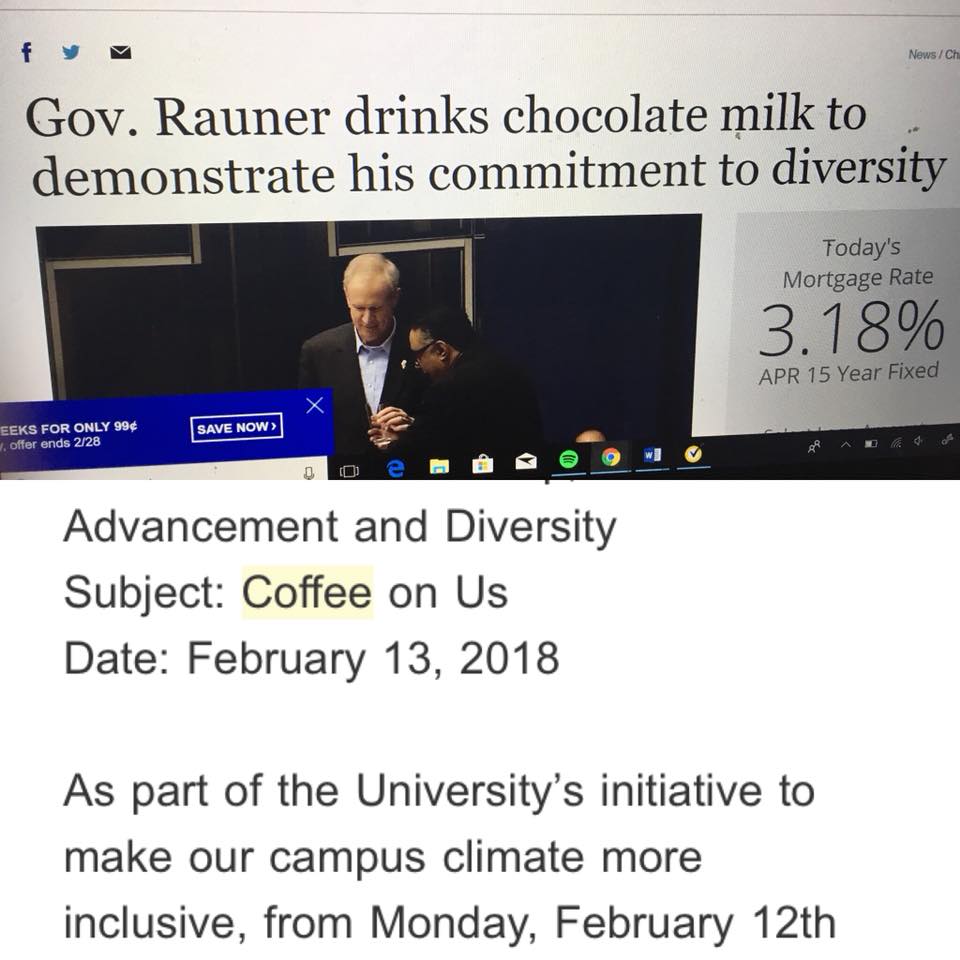 f
News / Ch
Gov. Rauner drinks chocolate milk to
demonstrate his commitment to diversity
Today's
Mortgage Rate
3.18%
APR 15 Year Fixed
EEKS FOR ONLY 99¢
offer ends 2/28
SAVE NOW ›
Advancement and Diversity
Subject: Coffee on Us
Date: February 13, 2018
As part of the University’s initiative to
make our campus climate more
inclusive, from Monday, February 12th